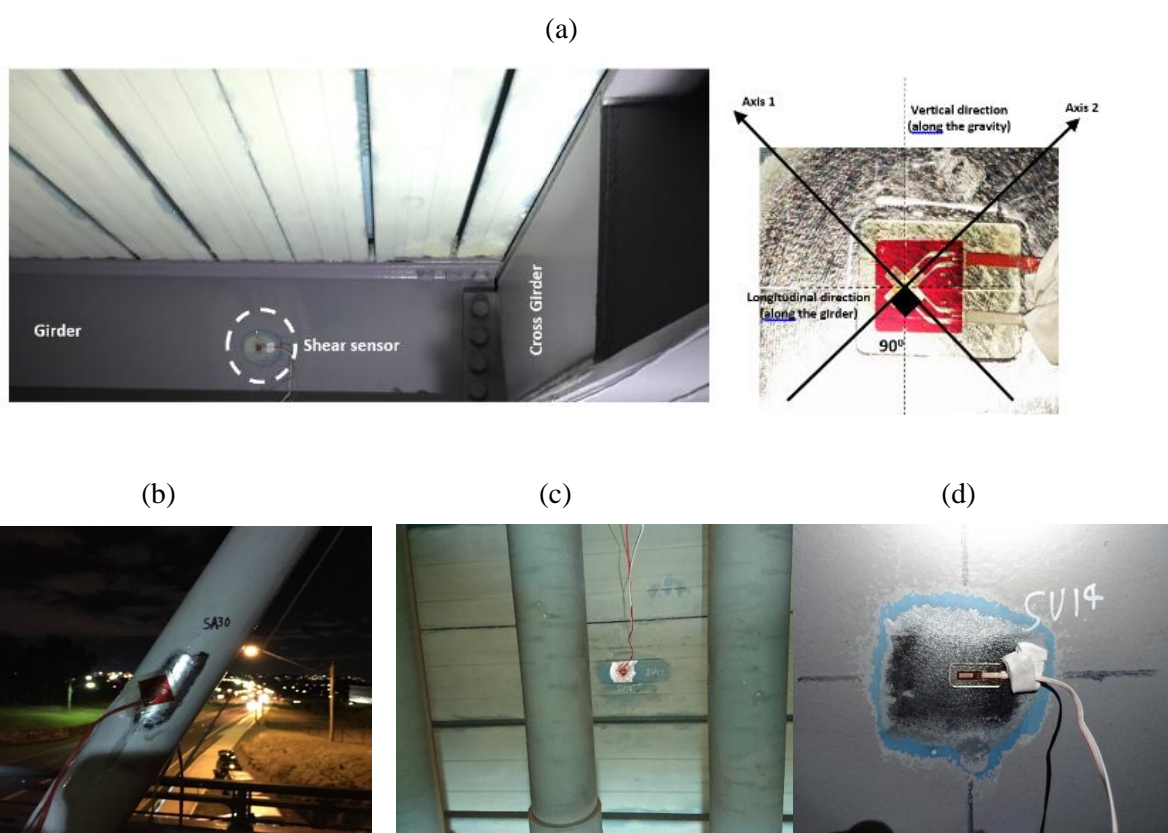 (a)
Girder
Shear sensor
Cross Girder
Axis 1
Vertical direction
(along the gravity)
Axis 2
Longitudinal direction
(along the girder)
90⁰
(b)
(c)
(d)
SA30
SV14